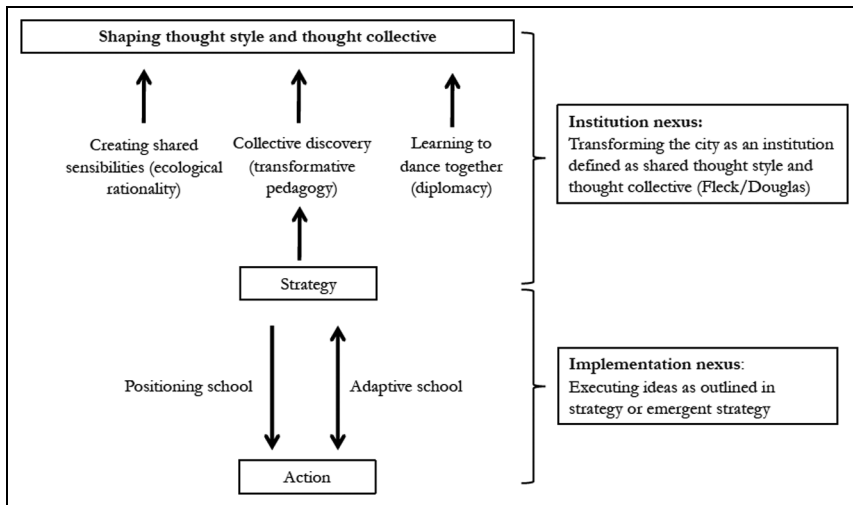 Shaping thought style and thought collective
Creating shared
sensibilities (ecological
rationality)
Collective discovery
(transformative
pedagogy)
Learning to
dance together
(diplomacy)
Institution nexus:
Transforming the city as an institution
defined as shared thought style and
thought collective (Fleck/Douglas)
Strategy
Positioning school
Adaptive school
Implementation nexus:
Executing ideas as outlined in
strategy or emergent strategy
Action